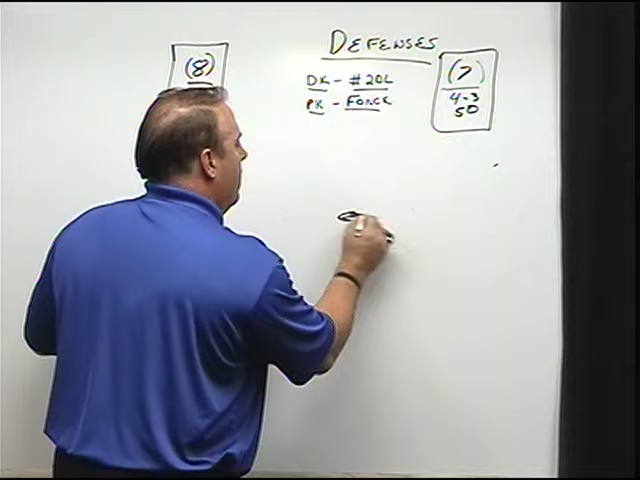 DEFENSES
(8)
(7)
DK - #20L
4-3
PK - FORCE
50